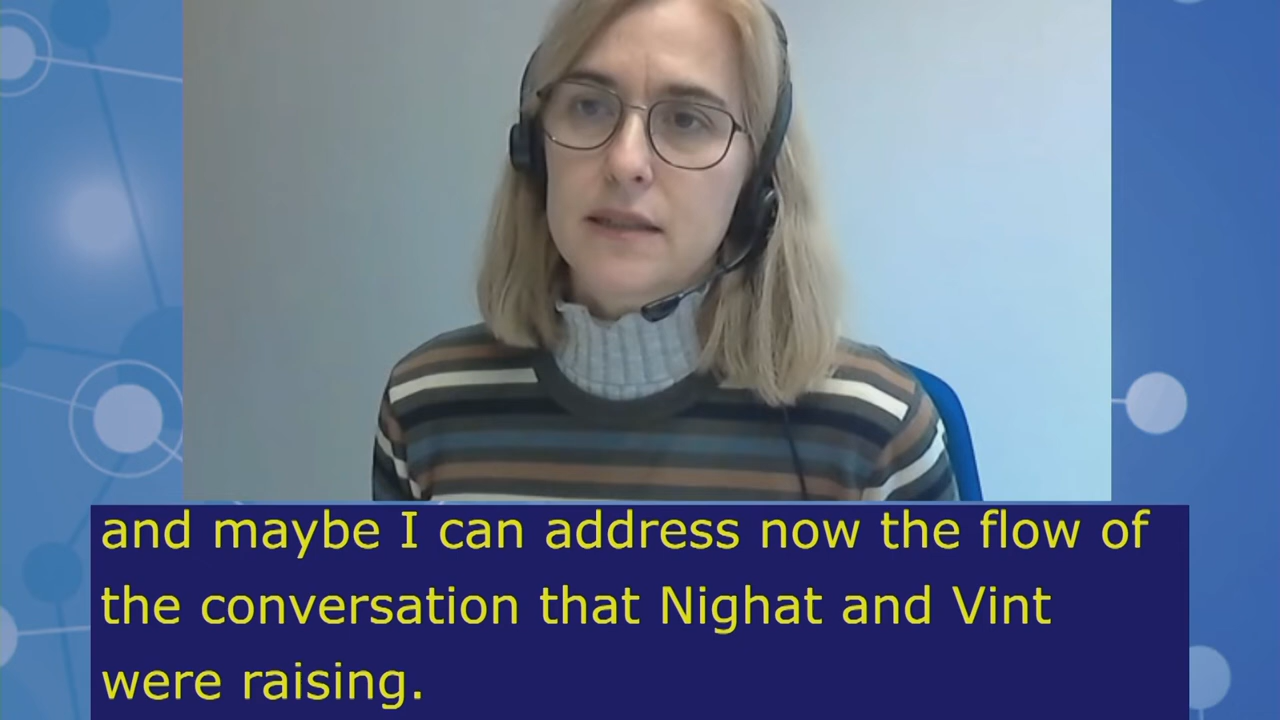 and maybe I can address now the flow of
the conversation that Nighat and Vint
were raising.